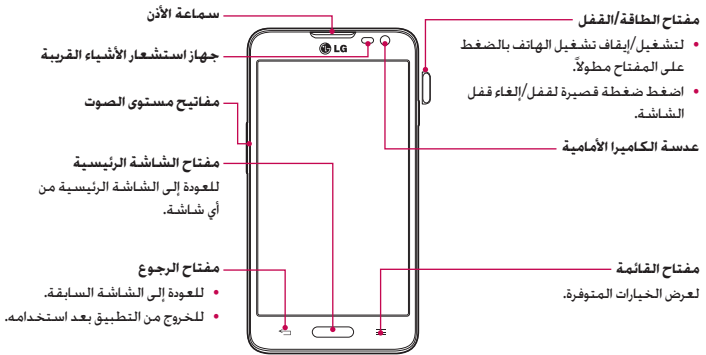 مفتاح الطاقة/القفل
• لتشغيل/إيقاف تشغيل الهاتف بالضغط
على المفتاح مطولاً.
• اضغط ضغطة قصيرة لقفل/إلغاء قفل
الشاشة.
عدسة الكاميرا الأمامية
مفتاح القائمة
لعرض الخيارات المتوفرة.
LG
سماعة الأذن
جهاز استشعار الأشياء القريبة
مفاتيح مستوى الصوت
مفتاح الشاشة الرئيسية
للعودة إلى الشاشة الرئيسية من
أي شاشة.
مفتاح الرجوع
• للعودة إلى الشاشة السابقة.
• للخروج من التطبيق بعد استخدامه.